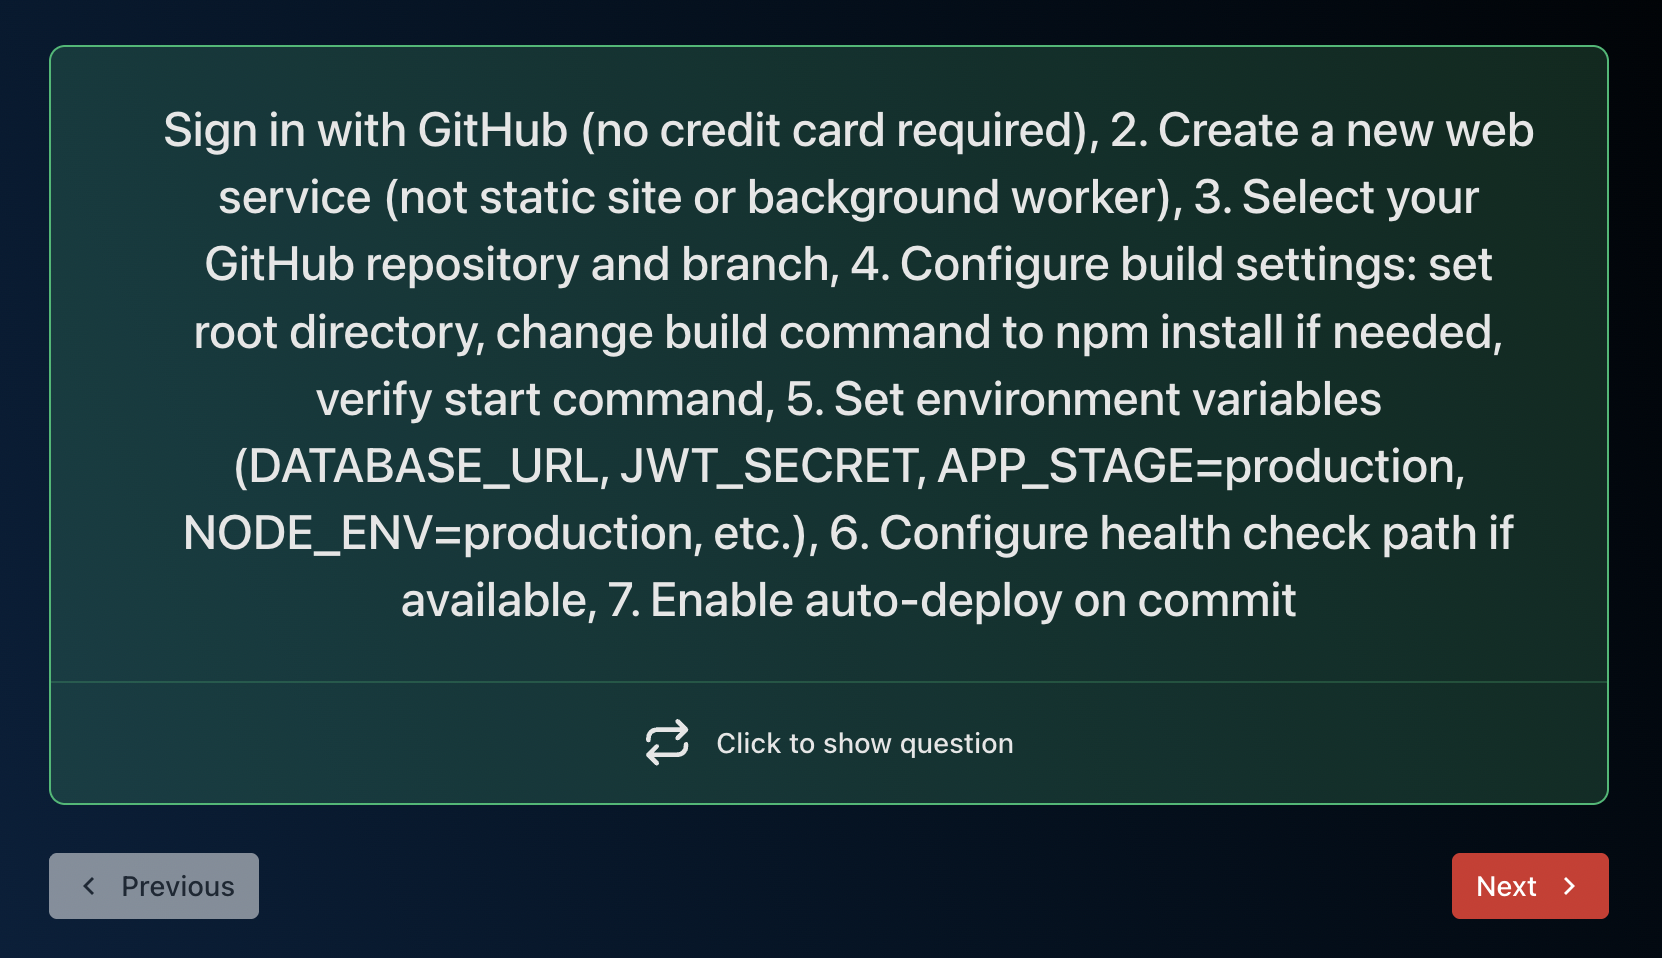 Sign in with GitHub (no credit card required), 2. Create a new web
service (not static site or background worker), 3. Select your
GitHub repository and branch, 4. Configure build settings: set
root directory, change build command to npm install if needed,
verify start command, 5. Set environment variables
(DATABASE_URL, JWT_SECRET, APP_STAGE=production,
NODE_ENV=production, etc.), 6. Configure health check path if
available, 7. Enable auto-deploy on commit
Click to show question
Previous
Next